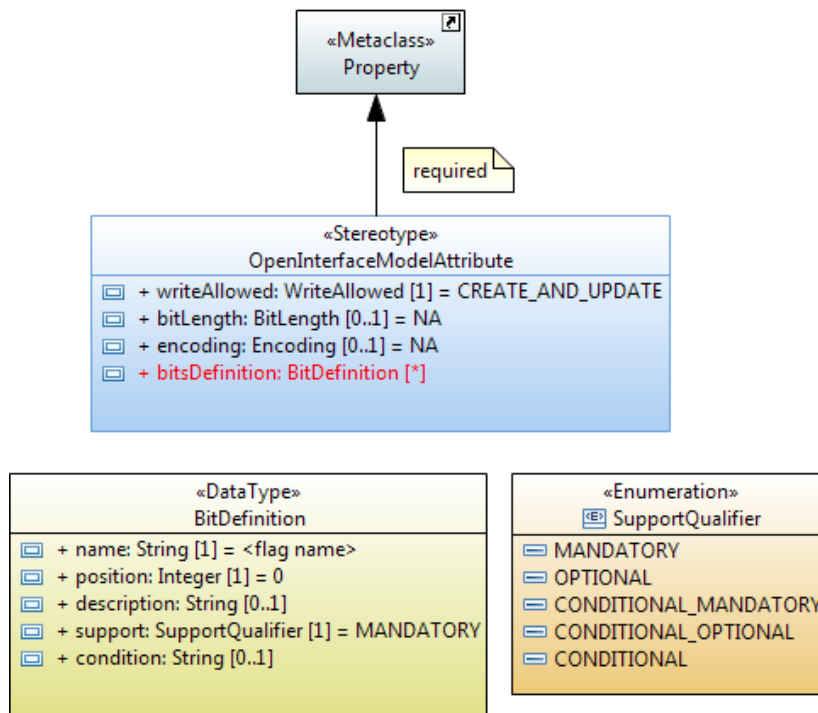 «Metaclass»
Property
required
«Stereotype»
OpenInterfaceModelAttribute
+ writeAllowed: WriteAllowed [1] = CREATE_AND_UPDATE
+ bitLength: BitLength [0..1] = NA
+ encoding: Encoding [0..1] = NA
+ bitsDefinition: BitDefinition [*]
«DataType»
BitDefinition
+ name: String [1] = <flag name>
+ position: Integer [1] = 0
+ description: String [0..1]
+ support: SupportQualifier [1] = MANDATORY
+ condition: String [0..1]
«Enumeration»
<E> SupportQualifier
MANDATORY
OPTIONAL
CONDITIONAL_MANDATORY
CONDITIONAL_OPTIONAL
CONDITIONAL